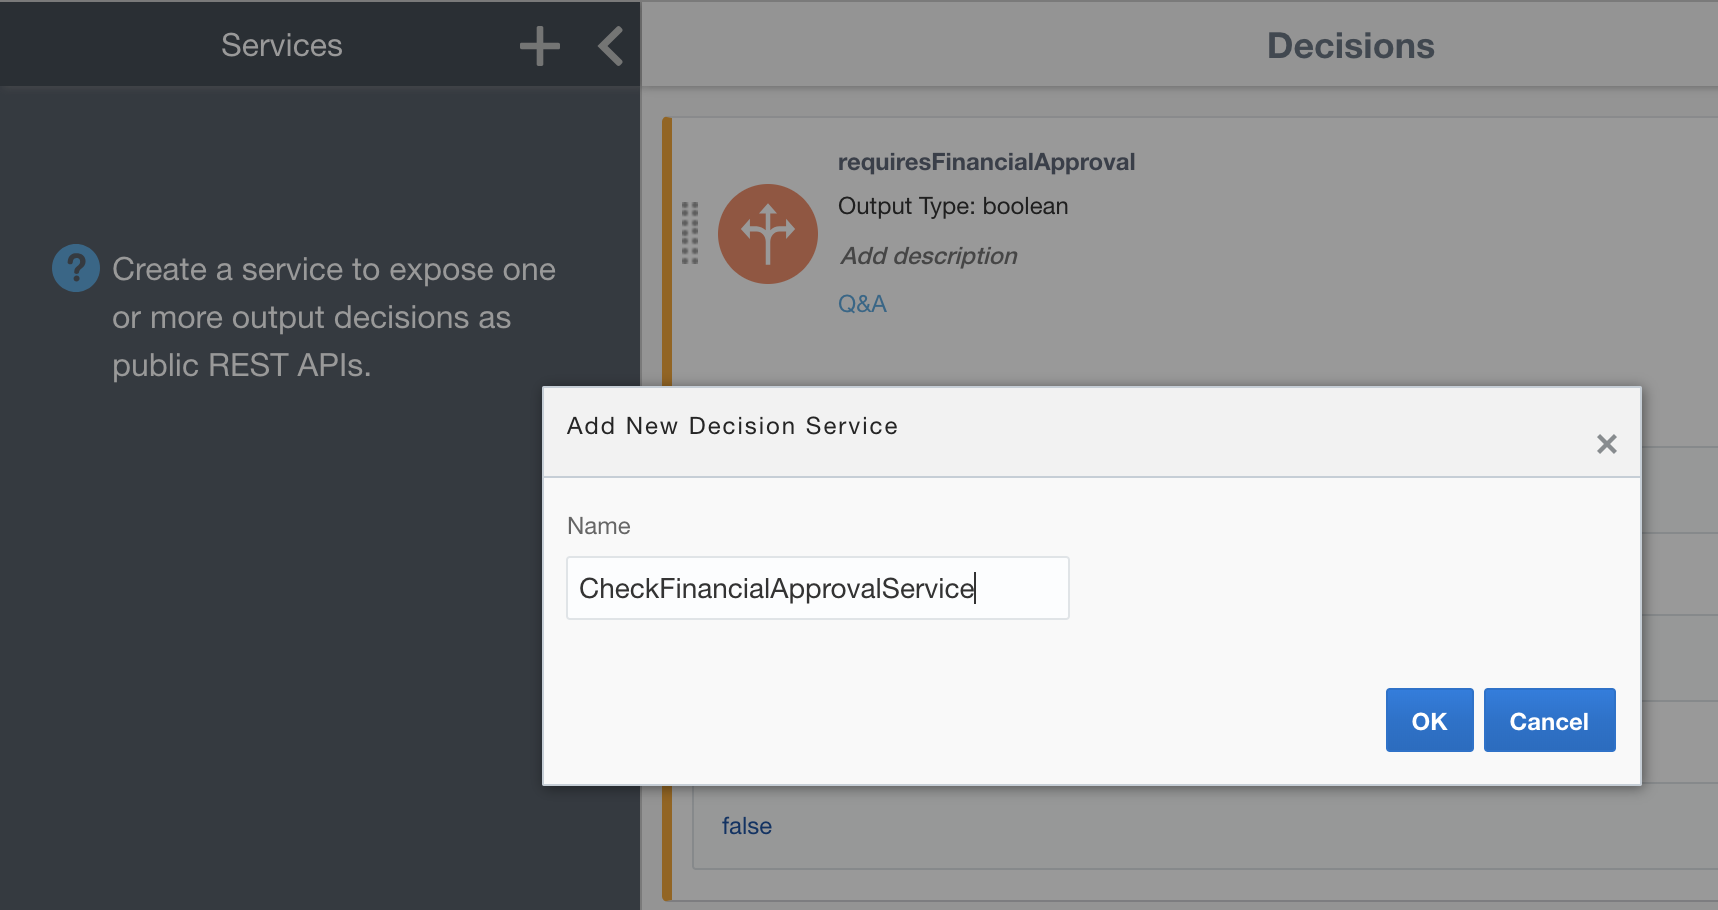 Services
Decisions
requiresFinancialApproval
Output Type: boolean
Add description
Q&A
? Create a service to expose one
or more output decisions as
public REST APIs.
Add New Decision Service
Name
CheckFinancialApprovalService
OK
Cancel
false